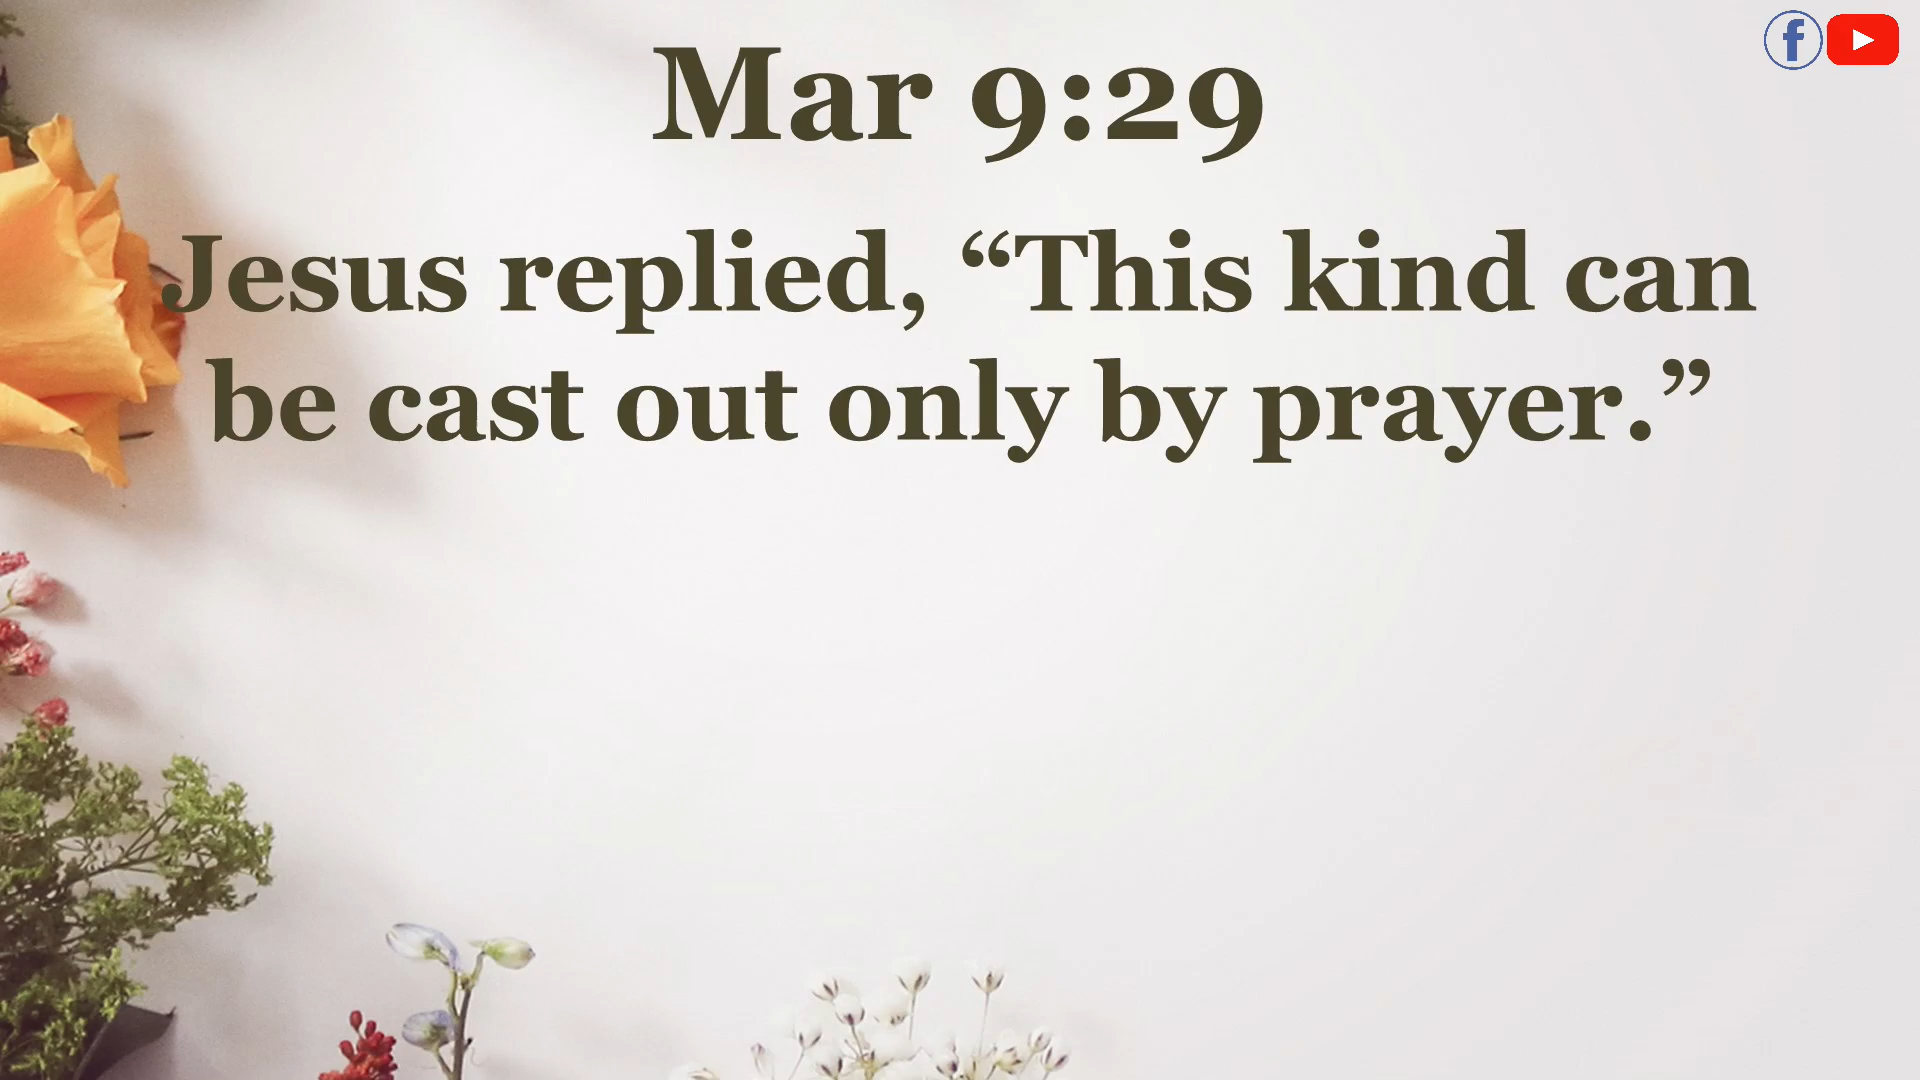 Mar 9:29
Jesus replied, “This kind can
be cast out only by prayer.”